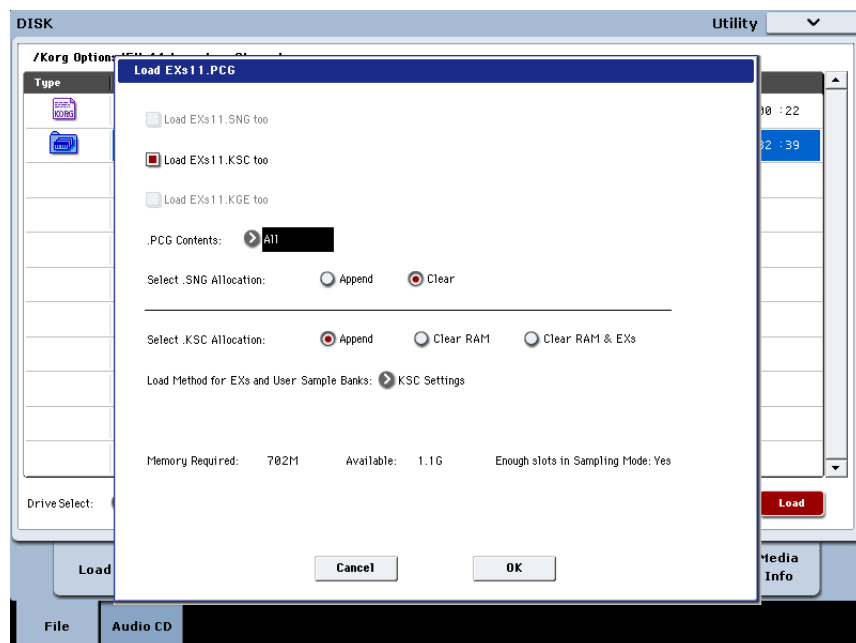 DISK
Utility
/Korg Option
Load EXs11.PCG
Type
KORG
Load EXs11.SNG too
:22
:39
Load EXs11.KSC too
Load EXs11.KGE too
.PCG Contents: All
Select .SNG Allocation: Append Clear
Select .KSC Allocation: Append Clear RAM Clear RAM & EXs
Load Method for EXs and User Sample Banks: KSC Settings
Memory Required: 702M Available: 1.1G Enough slots in Sampling Mode: Yes
Drive Select:
Load
Cancel OK
Load
Media
Info
File Audio CD